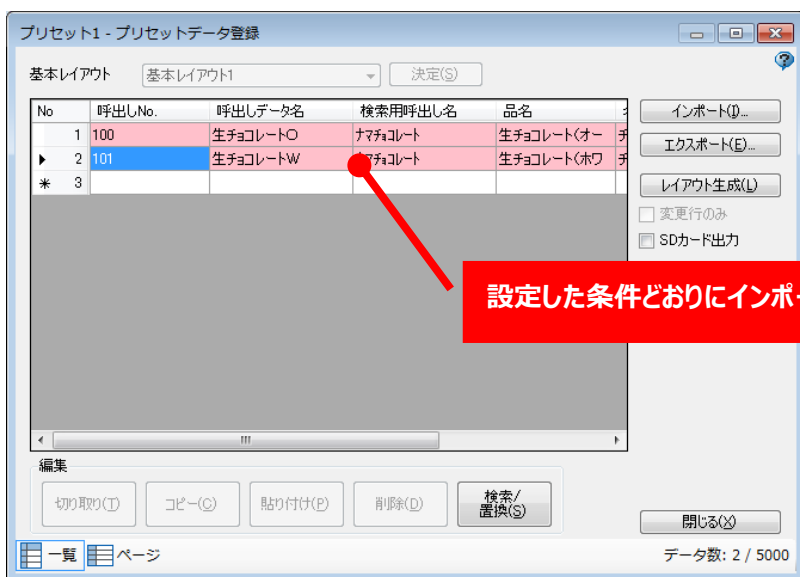 プリセット1 - プリセットデータ登録
基本レイアウト 基本レイアウト1 決定(S)
No 呼出しNo. 呼出しデータ名 検索用呼出し名 品名
1 100 生チョコレートO ナマチョコレート 生チョコレート(オー チ
2 101 生チョコレートW マチョコレート 生チョコレート(ホワ チ
3
インポート(I)...
エクスポート(E)...
レイアウト生成(L)
変更行のみ
SDカード出力
設定した条件どおりにインポー
編集
切り取り(T) コピー(C) 貼り付け(P) 削除(D) 検索/
置換(S)
閉じる(X)
一覧 ページ データ数: 2 / 5000